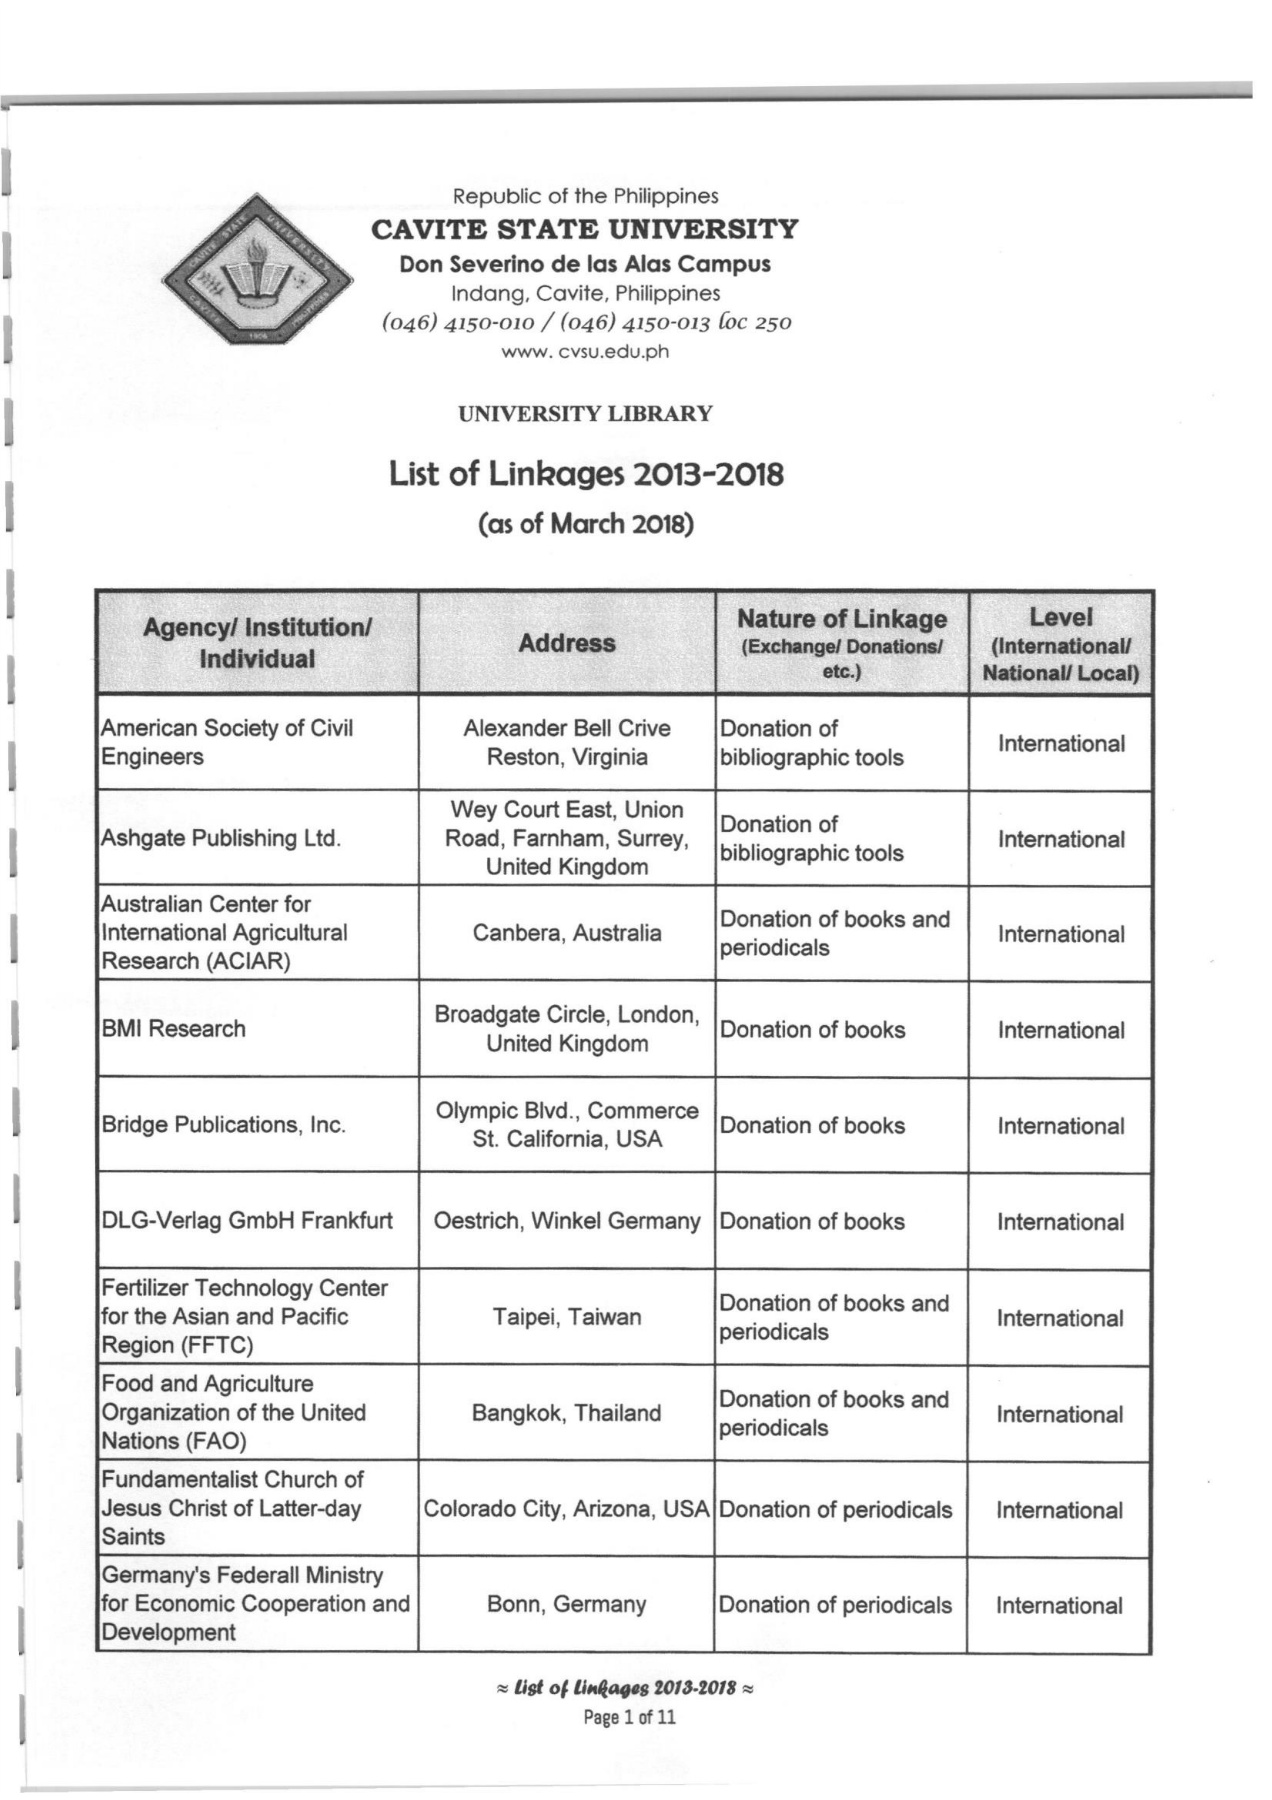 Republic of the Philippines
CAVITE STATE UNIVERSITY
Don Severino de las Alas Campus
Indang, Cavite, Philippines
(046) 4150-010 / (046) 4150-013 loc 250
www. cvsu.edu.ph
CAVITE STATE UNIVERSITY
CAVITE PHILIPPINES
1906
UNIVERSITY LIBRARY
List of Linkages 2013-2018
(as of March 2018)
Agency/ Institution/
Individual
Address
Nature of Linkage
(Exchange/ Donations/
etc.)
Level
(International/
National/ Local)
American Society of Civil
Engineers
Alexander Bell Crive
Reston, Virginia
Donation of
bibliographic tools
International
Ashgate Publishing Ltd.
Wey Court East, Union
Road, Farnham, Surrey,
United Kingdom
Donation of
bibliographic tools
International
Australian Center for
International Agricultural
Research (ACIAR)
Canbera, Australia
Donation of books and
periodicals
International
BMI Research
Broadgate Circle, London,
United Kingdom
Donation of books
International
Bridge Publications, Inc.
Olympic Blvd., Commerce
St. California, USA
Donation of books
International
DLG-Verlag GmbH Frankfurt
Oestrich, Winkel Germany
Donation of books
International
Fertilizer Technology Center
for the Asian and Pacific
Region (FFTC)
Taipei, Taiwan
Donation of books and
periodicals
International
Food and Agriculture
Organization of the United
Nations (FAO)
Bangkok, Thailand
Donation of books and
periodicals
International
Fundamentalist Church of
Jesus Christ of Latter-day
Saints
Colorado City, Arizona, USA
Donation of periodicals
International
Germany's Federall Ministry
for Economic Cooperation and
Development
Bonn, Germany
Donation of periodicals
International
≈ List of Linkages 2013-2018 ≈
Page 1 of 11